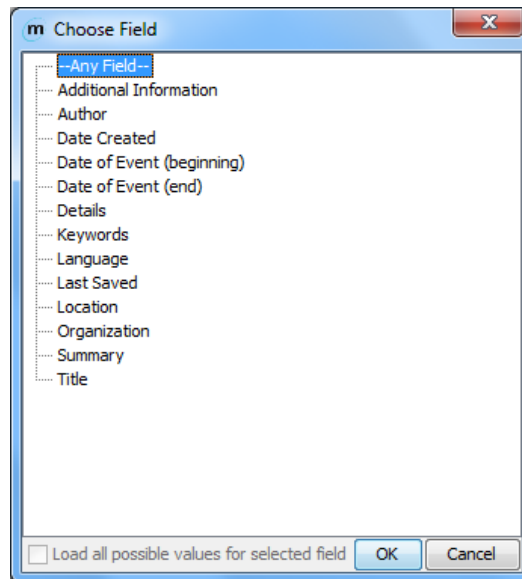 m Choose Field
--Any Field--
Additional Information
Author
Date Created
Date of Event (beginning)
Date of Event (end)
Details
Keywords
Language
Last Saved
Location
Organization
Summary
Title
Load all possible values for selected field OK Cancel